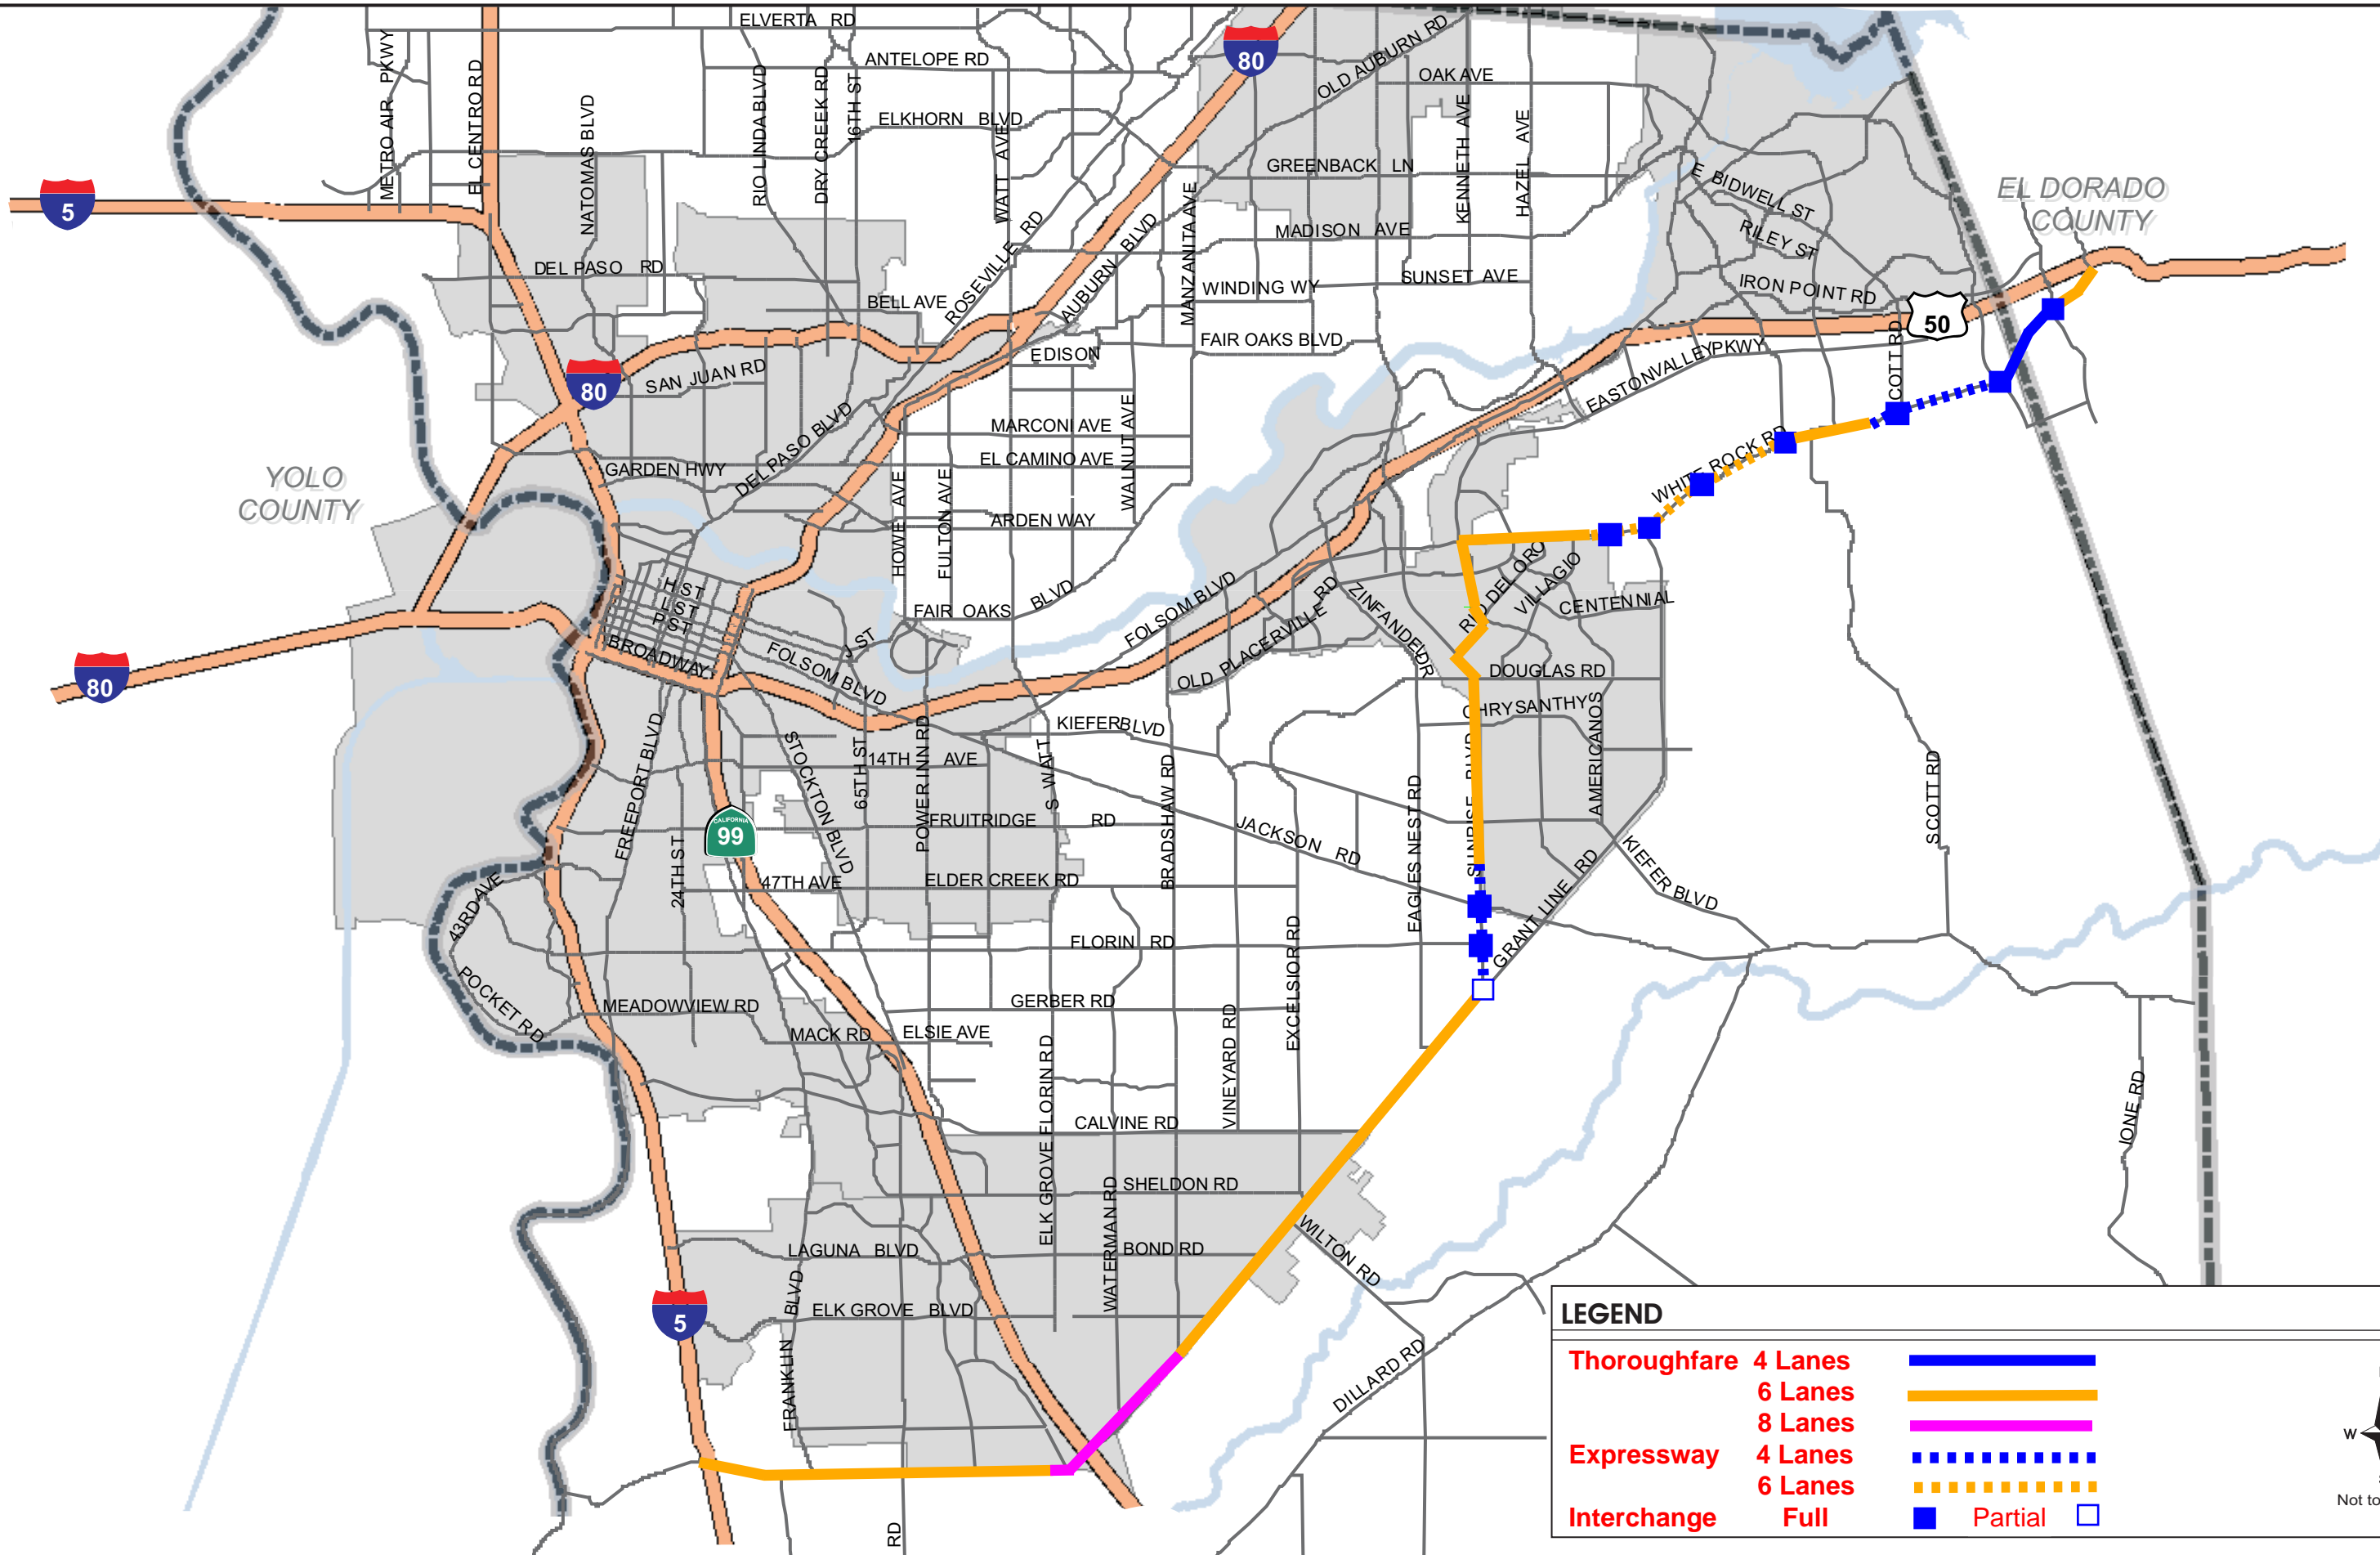 ELVERTA RD
ANTELOPE RD
OLD AUBURN RD
OAK AVE
80
METRO AIR PKWY
EL CENTRO RD
NATOMAS BLVD
RIO LINDA BLVD
DRY CREEK RD
16TH ST
ELKHORN BLVD
WATT AVE
KENNETH AVE
HAZEL AVE
GREENBACK LN
E BIDWELL ST
EL DORADO
COUNTY
5
ROSEVILLE RD
AUBURN BLVD
MANZANITA AVE
MADISON AVE
RILEY ST
DEL PASO RD
BELL AVE
WINDING WY
SUNSET AVE
IRON POINT RD
50
FAIR OAKS BLVD
EDISON
EASTON VALLEY PKWY
SCOTT RD
80
SAN JUAN RD
DEL PASO BLVD
MARCONI AVE
WALNUT AVE
WHITE ROCK RD
YOLO
COUNTY
GARDEN HWY
EL CAMINO AVE
HOWE AVE
FULTON AVE
ARDEN WAY
H ST
L ST
P ST
BROADWAY
J ST
FOLSOM BLVD
FAIR OAKS BLVD
FOLSOM BLVD
OLD PLACERVILLE RD
ZINFANDEL DR
RIO DEL ORO
VILLAGIO
CENTENNIAL
80
DOUGLAS RD
CHRYSANTHY
SUNRISE BLVD
AMERICANOS
KIEFER BLVD
FREEPORT BLVD
STOCKTON BLVD
65TH ST
14TH AVE
POWER INN RD
S WATT
BRADSHAW RD
EAGLES NEST RD
SCOTT RD
CALIFORNIA
99
FRUITRIDGE RD
JACKSON RD
KIEFER BLVD
24TH ST
47TH AVE
ELDER CREEK RD
GRANT LINE RD
43RD AVE
FLORIN RD
EXCELSIOR RD
POCKET RD
MEADOWVIEW RD
GERBER RD
MACK RD
ELSIE AVE
ELK GROVE FLORIN RD
VINEYARD RD
CALVINE RD
IONE RD
SHELDON RD
WATERMAN RD
WILTON RD
LAGUNA BLVD
BOND RD
FRANKLIN BLVD
ELK GROVE BLVD
5
DILLARD RD
RD
LEGEND
Thoroughfare 4 Lanes
6 Lanes
8 Lanes
Expressway 4 Lanes
6 Lanes
Interchange Full Partial
W
Not to